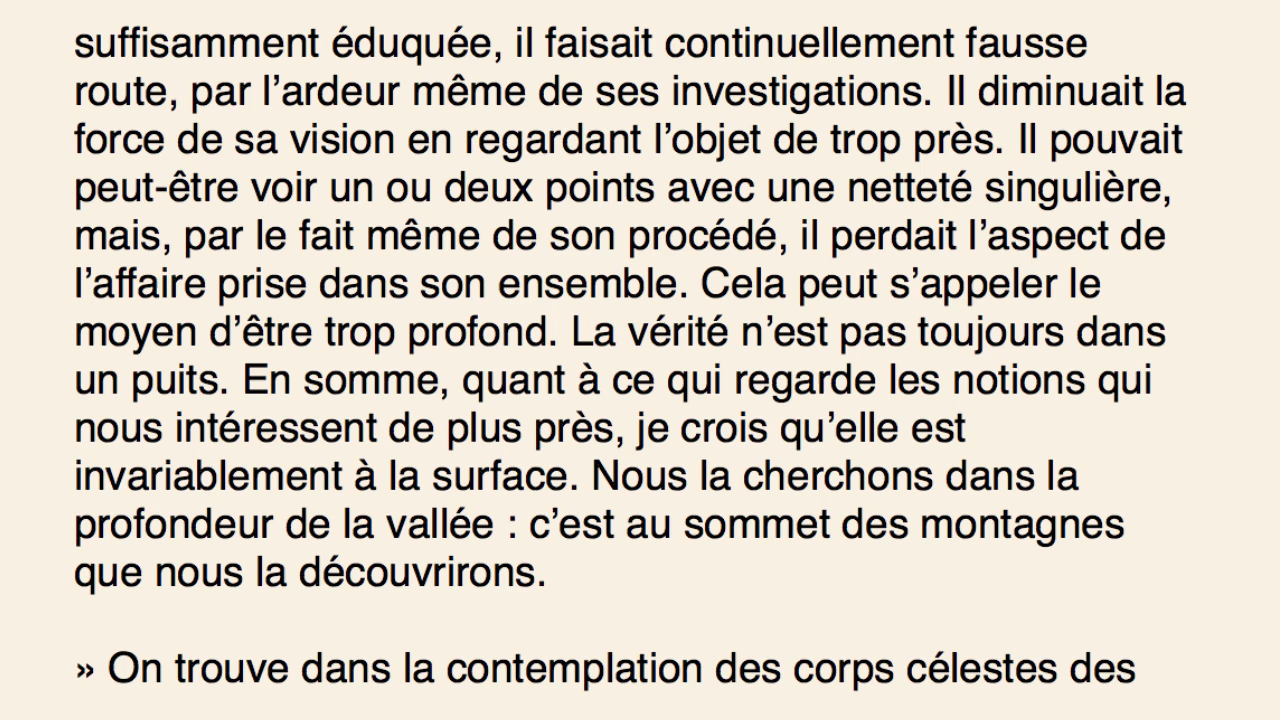 suffisamment éduquée, il faisait continuellement fausse
route, par l’ardeur même de ses investigations. Il diminuait la
force de sa vision en regardant l’objet de trop près. Il pouvait
peut-être voir un ou deux points avec une netteté singulière,
mais, par le fait même de son procédé, il perdait l’aspect de
l’affaire prise dans son ensemble. Cela peut s’appeler le
moyen d’être trop profond. La vérité n’est pas toujours dans
un puits. En somme, quant à ce qui regarde les notions qui
nous intéressent de plus près, je crois qu’elle est
invariablement à la surface. Nous la cherchons dans la
profondeur de la vallée : c’est au sommet des montagnes
que nous la découvrirons.
» On trouve dans la contemplation des corps célestes des